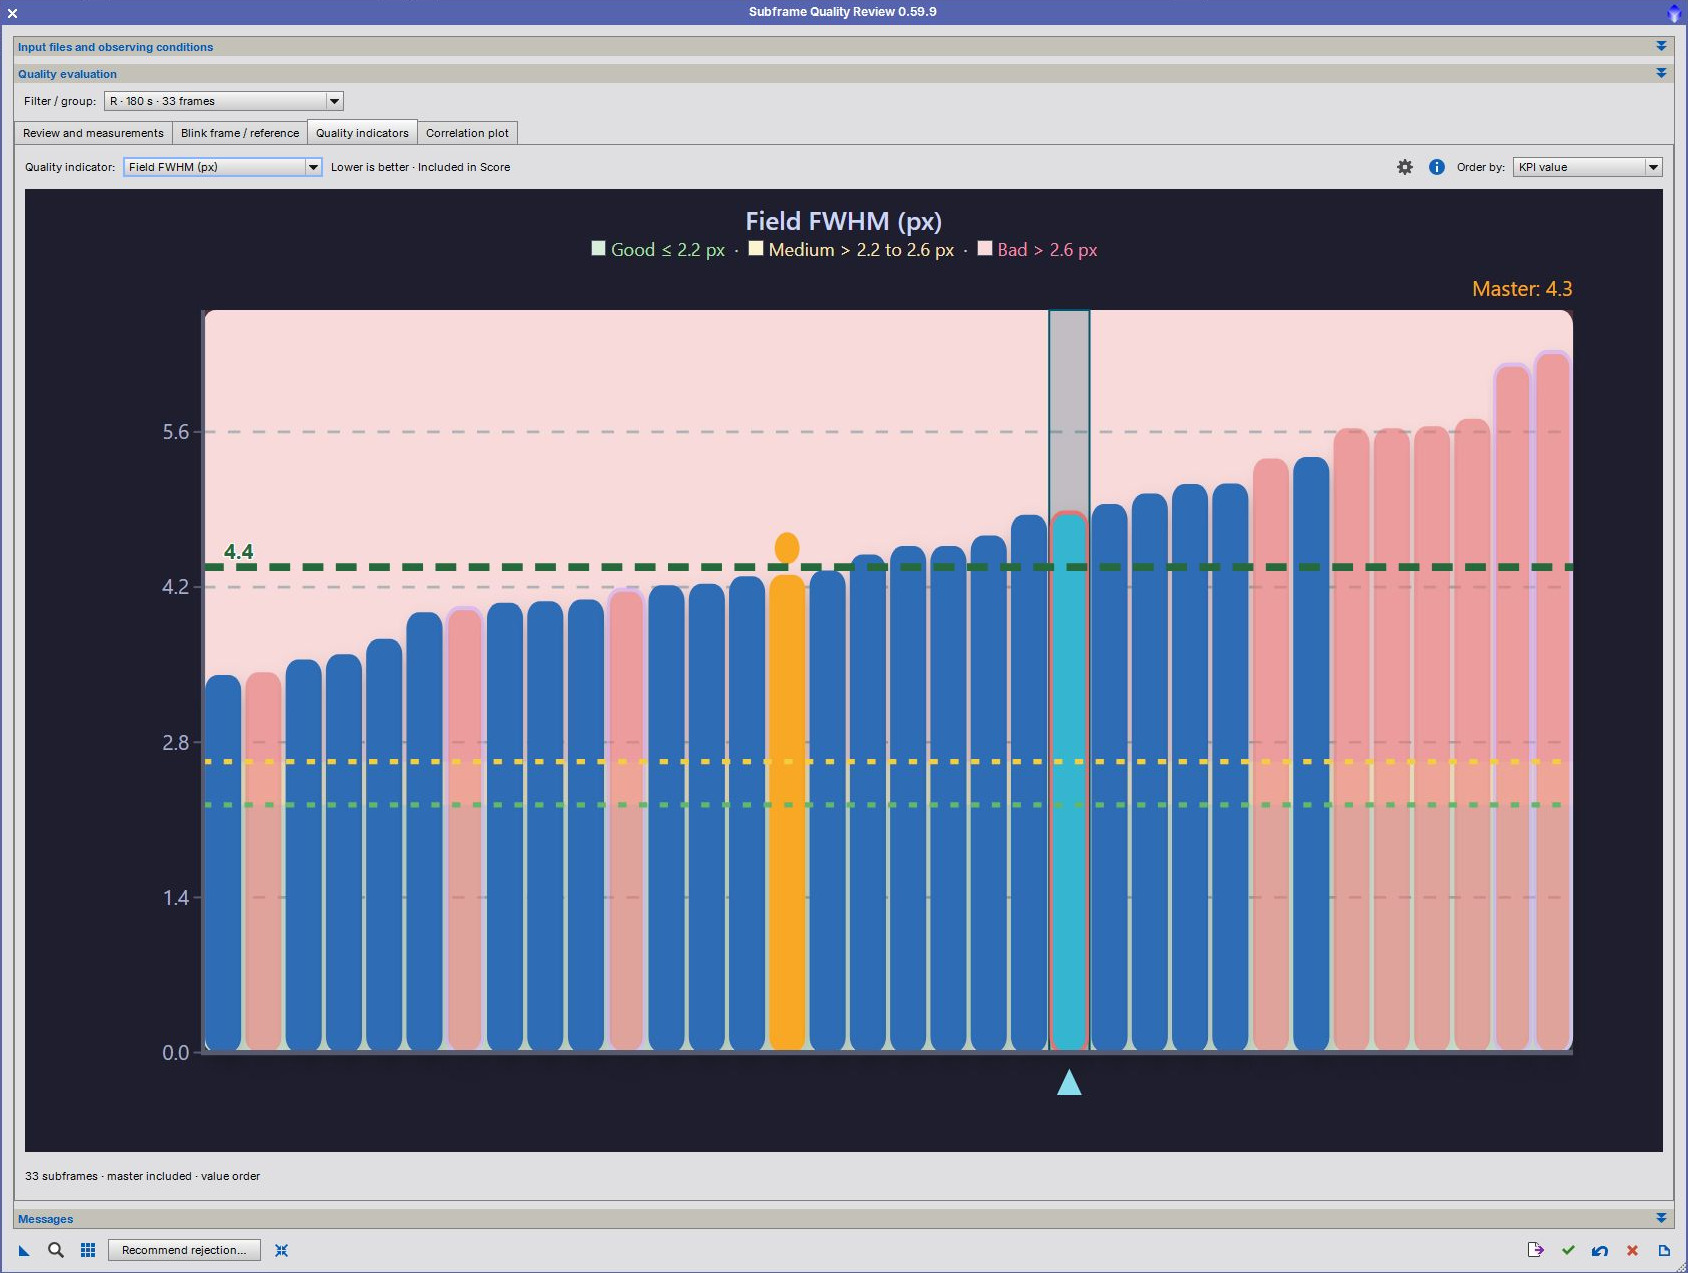 Subframe Quality Review 0.59.9
Input files and observing conditions
Quality evaluation
Filter / group: R · 180 s · 33 frames
Review and measurements Blink frame / reference Quality indicators Correlation plot
Quality indicator: Field FWHM (px) Lower is better · Included in Score Order by: KPI value
Field FWHM (px)
Good ≤ 2.2 px · Medium > 2.2 to 2.6 px · Bad > 2.6 px
Master: 4.3
5.6
4.4
4.2
2.8
1.4
0.0
33 subframes · master included · value order
Messages
Recommend rejection...